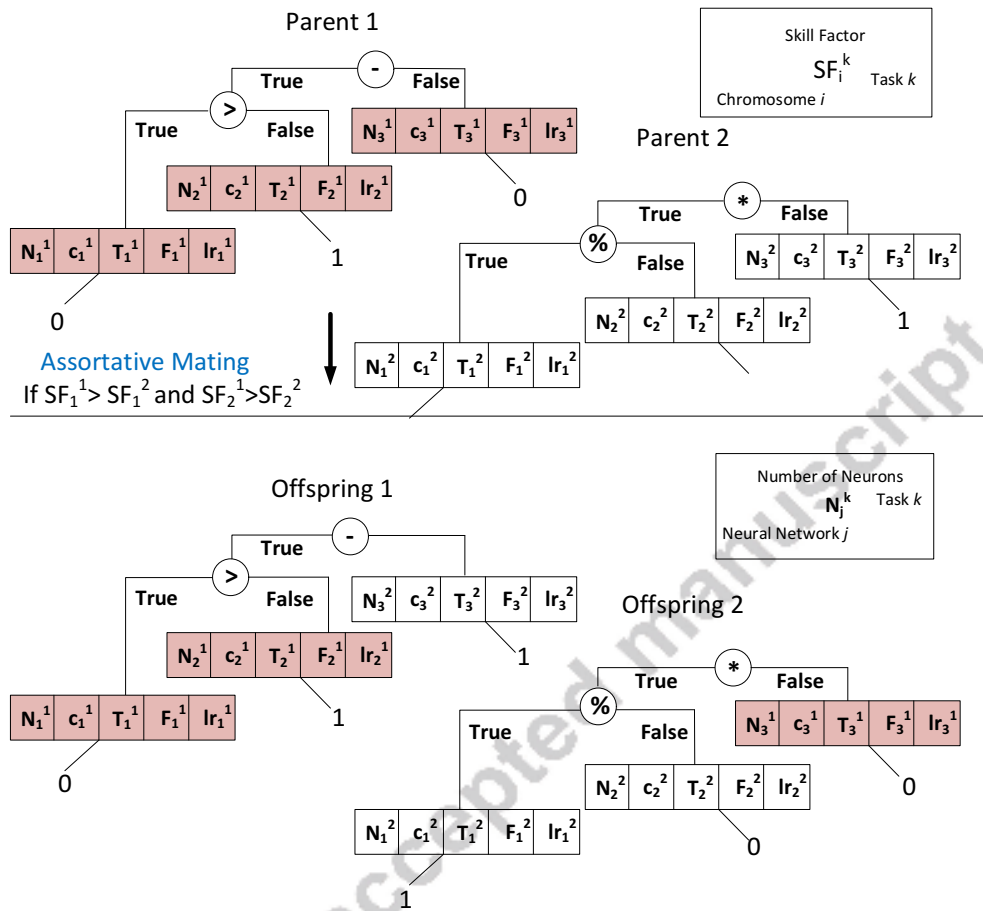 Parent 1
Skill Factor
SF_i^k
Task k
Chromosome i
-
True False
>
True False
N_3^1 c_3^1 T_3^1 F_3^1 lr_3^1
0
Parent 2
N_2^1 c_2^1 T_2^1 F_2^1 lr_2^1
1
N_1^1 c_1^1 T_1^1 F_1^1 lr_1^1
0
*
True False
%
True False
N_3^2 c_3^2 T_3^2 F_3^2 lr_3^2
1
N_2^2 c_2^2 T_2^2 F_2^2 lr_2^2
N_1^2 c_1^2 T_1^2 F_1^2 lr_1^2
Assortative Mating
If SF_1^1> SF_1^2 and SF_2^1>SF_2^2
Number of Neurons
N_j^k
Task k
Neural Network j
Offspring 1
-
True
>
True False
N_3^2 c_3^2 T_3^2 F_3^2 lr_3^2
1
N_2^1 c_2^1 T_2^1 F_2^1 lr_2^1
1
N_1^1 c_1^1 T_1^1 F_1^1 lr_1^1
0
Offspring 2
*
True False
%
True False
N_3^1 c_3^1 T_3^1 F_3^1 lr_3^1
0
N_2^2 c_2^2 T_2^2 F_2^2 lr_2^2
0
N_1^2 c_1^2 T_1^2 F_1^2 lr_1^2
1
accepted manuscript